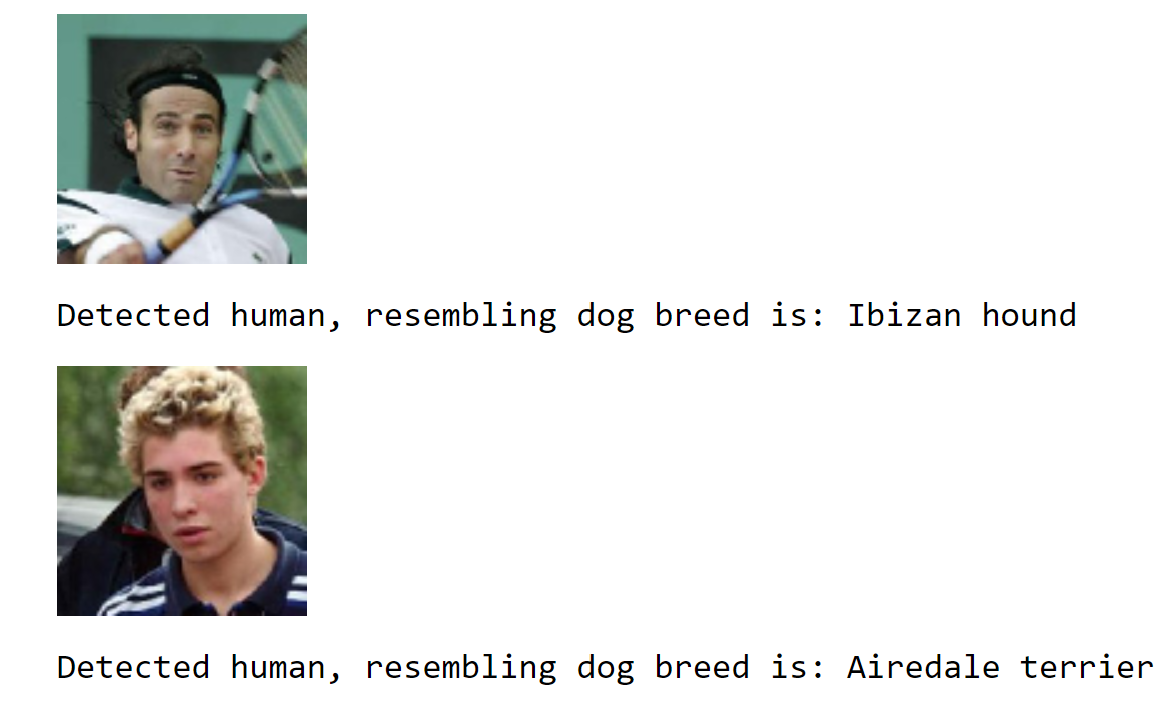 Detected human, resembling dog breed is: Ibizan hound
Detected human, resembling dog breed is: Airedale terrier